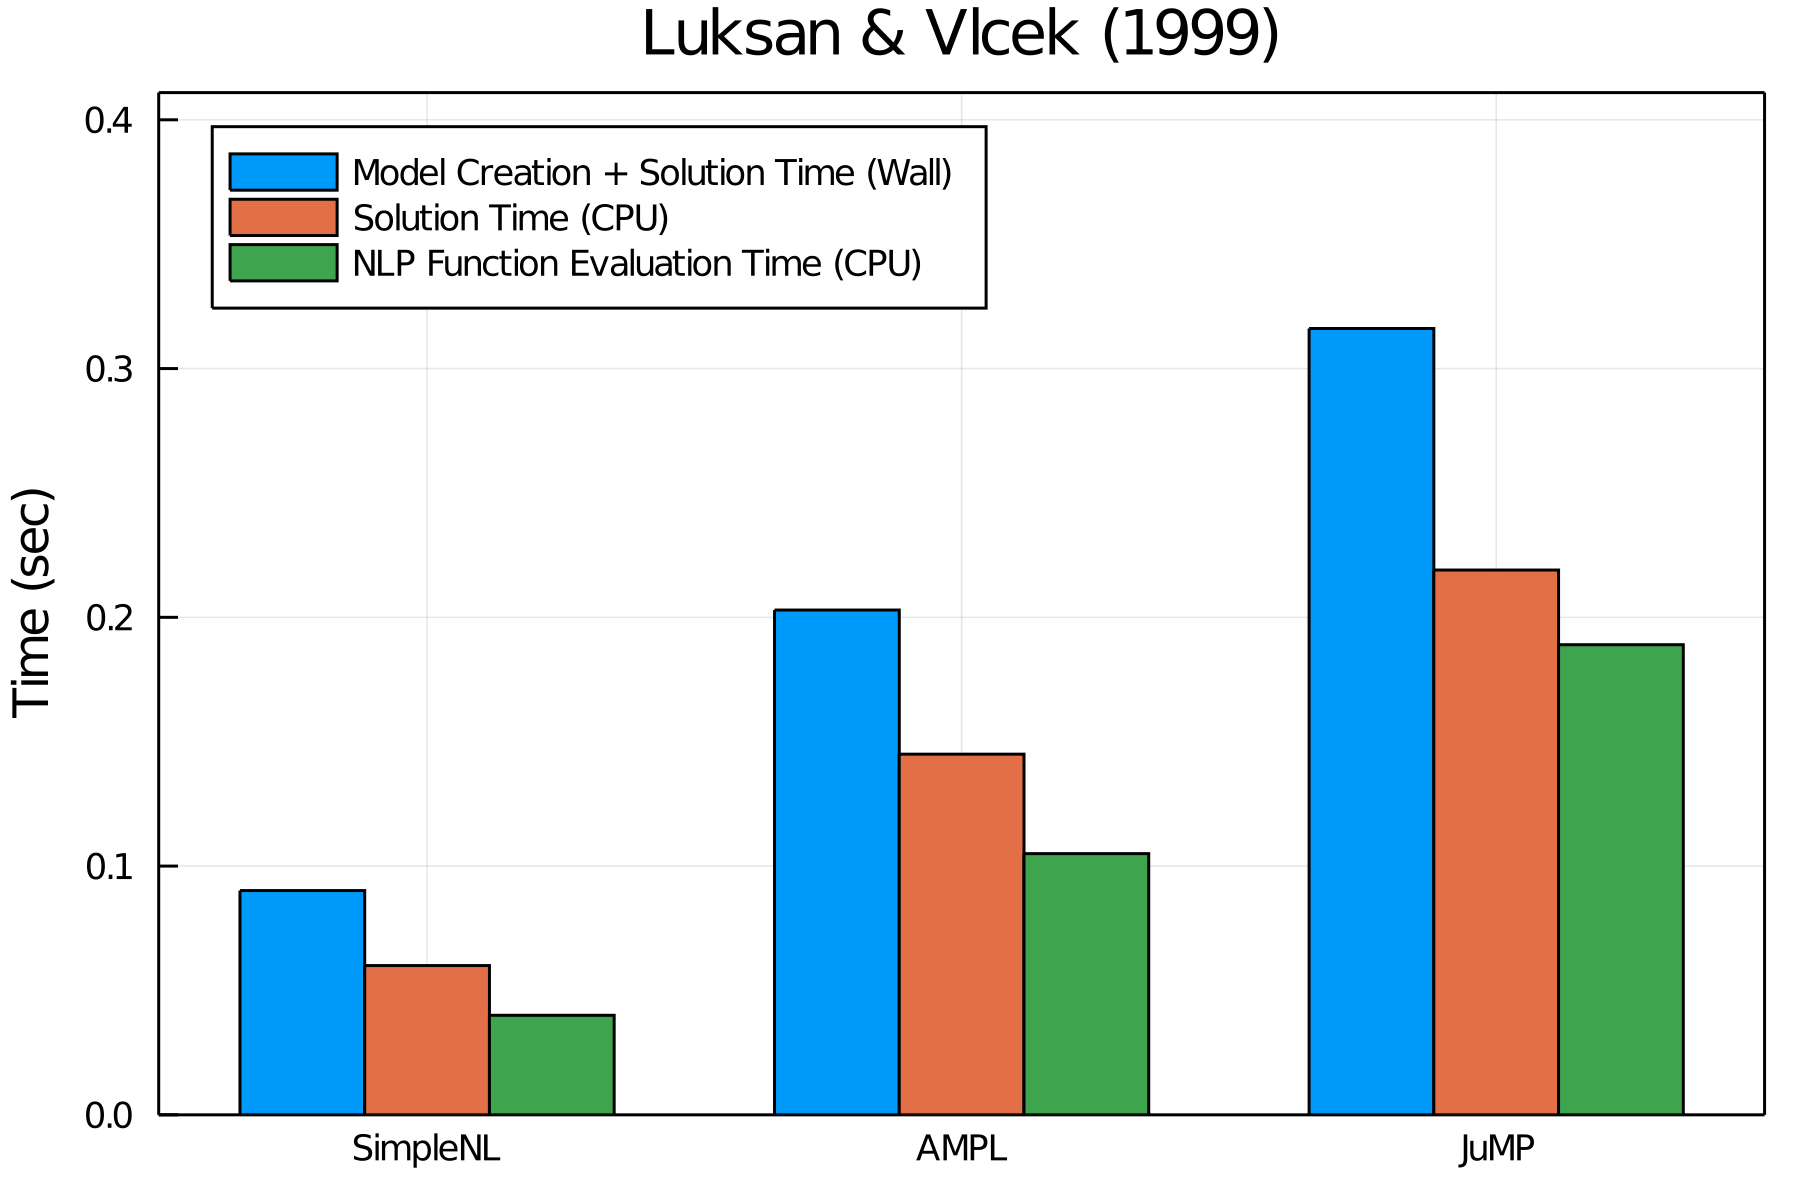 Luksan & Vlcek (1999)
Time (sec)
0.4
0.3
0.2
0.1
0.0
Model Creation + Solution Time (Wall)
Solution Time (CPU)
NLP Function Evaluation Time (CPU)
SimpleNL
AMPL
JuMP